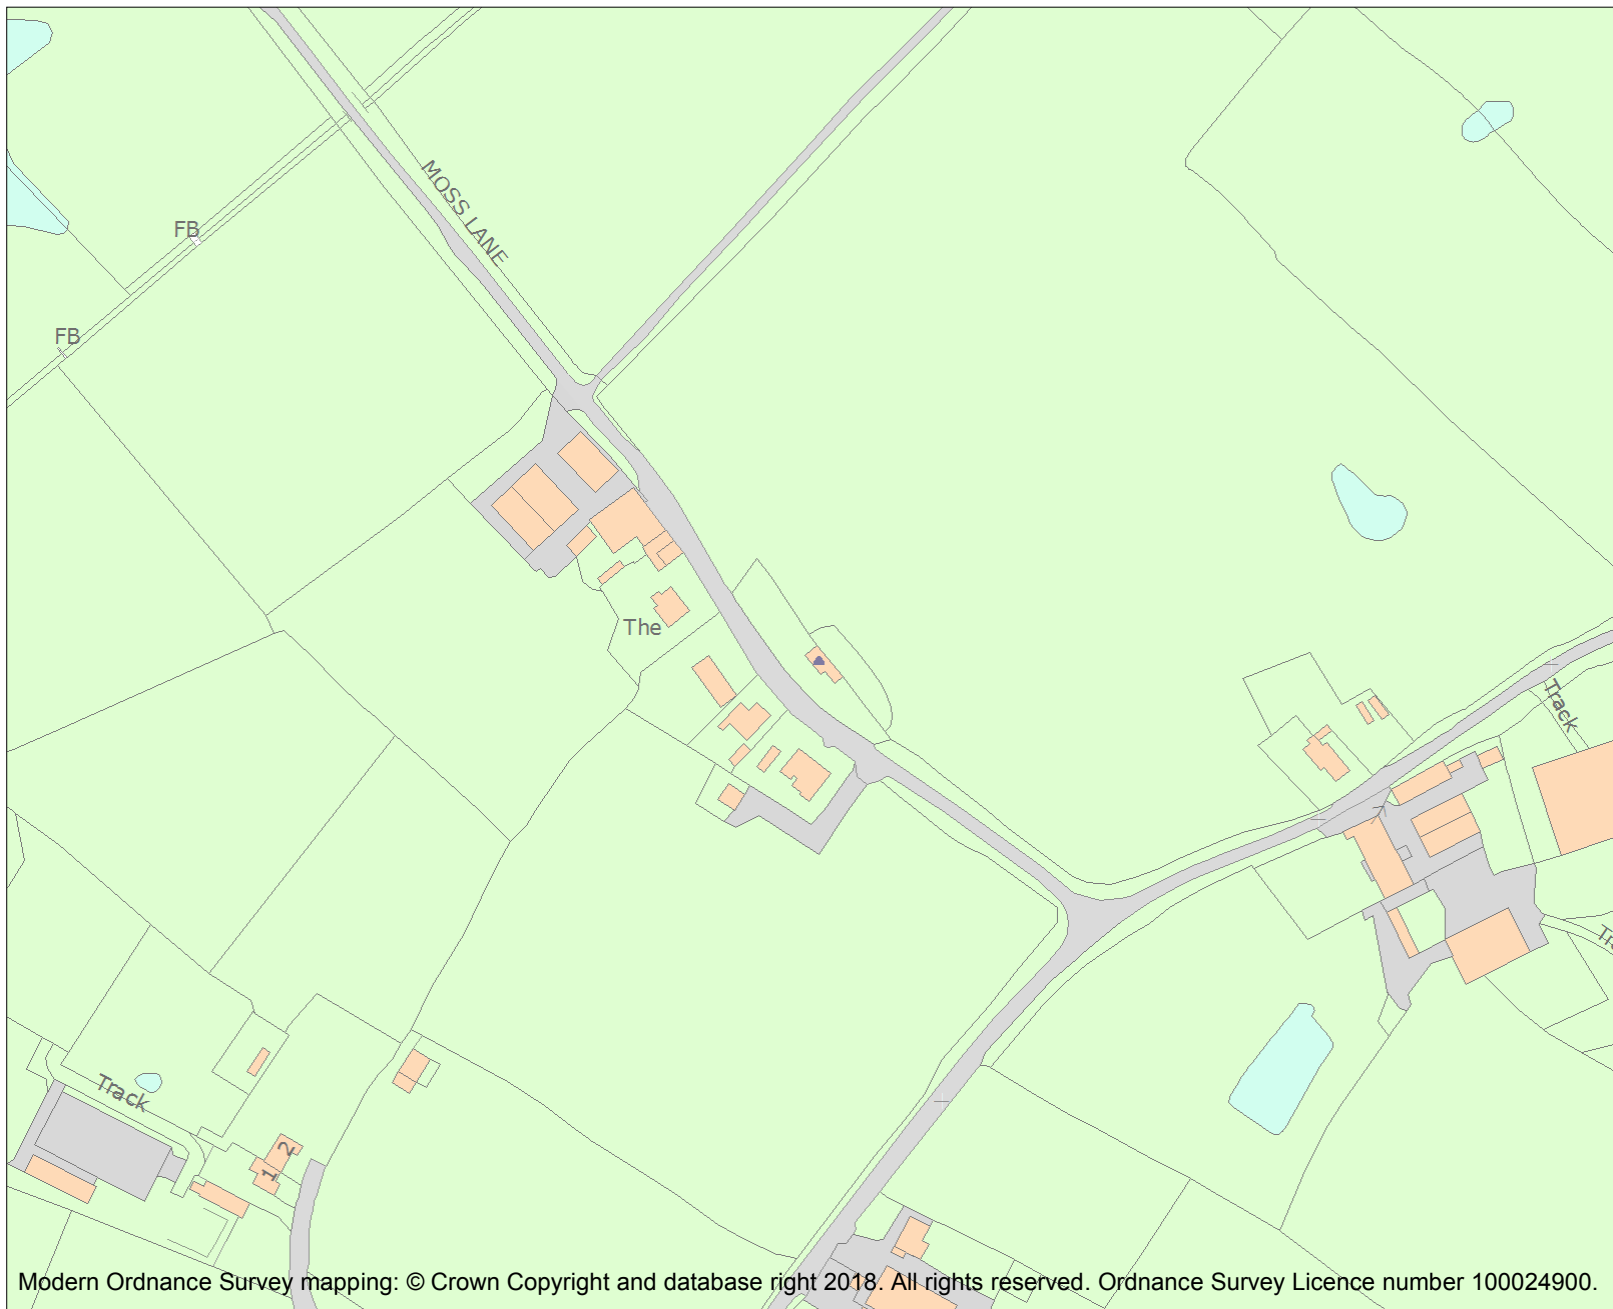 MOSS LANE
FB
FB
The
Track
Track
2
1
Modern Ordnance Survey mapping: © Crown Copyright and database right 2018. All rights reserved. Ordnance Survey Licence number 100024900.